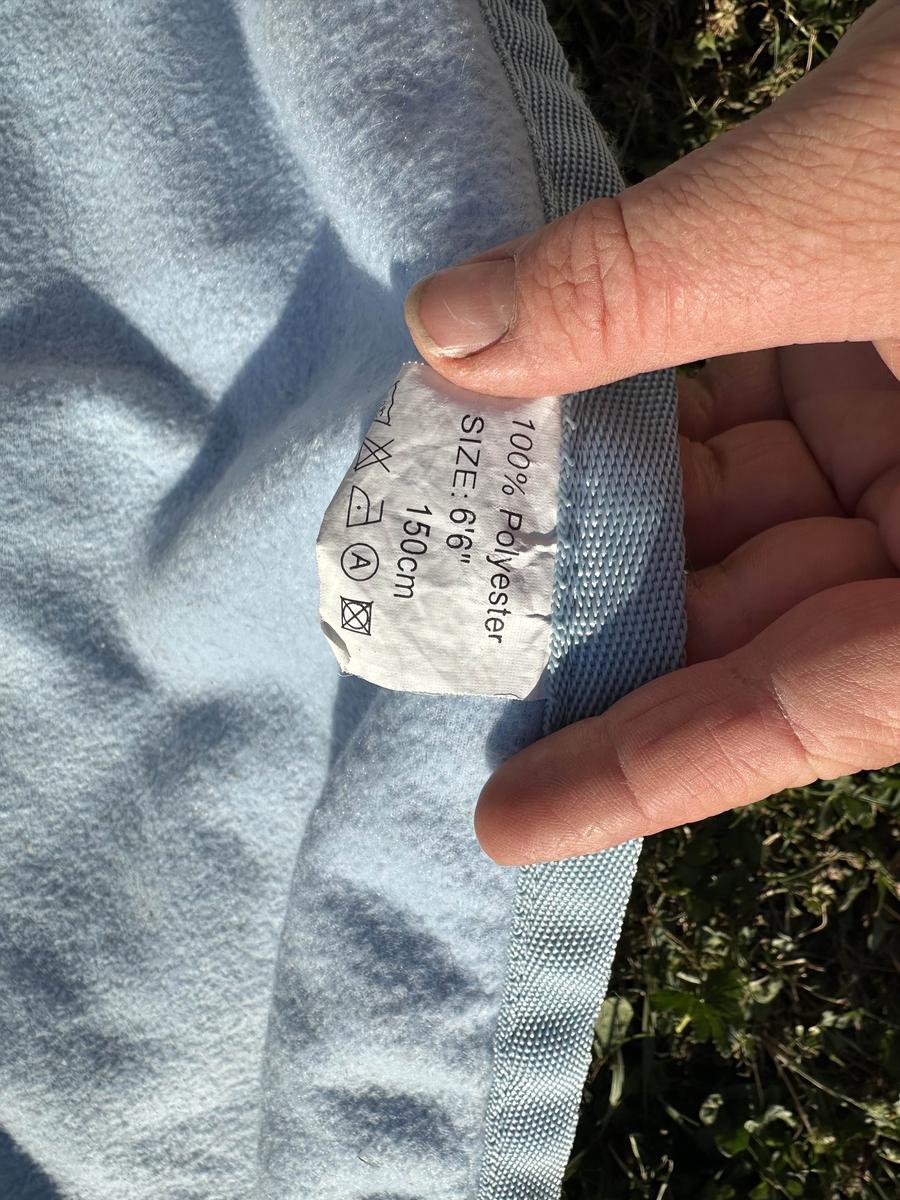 100% Polyester
SIZE: 6'6"
150cm
A